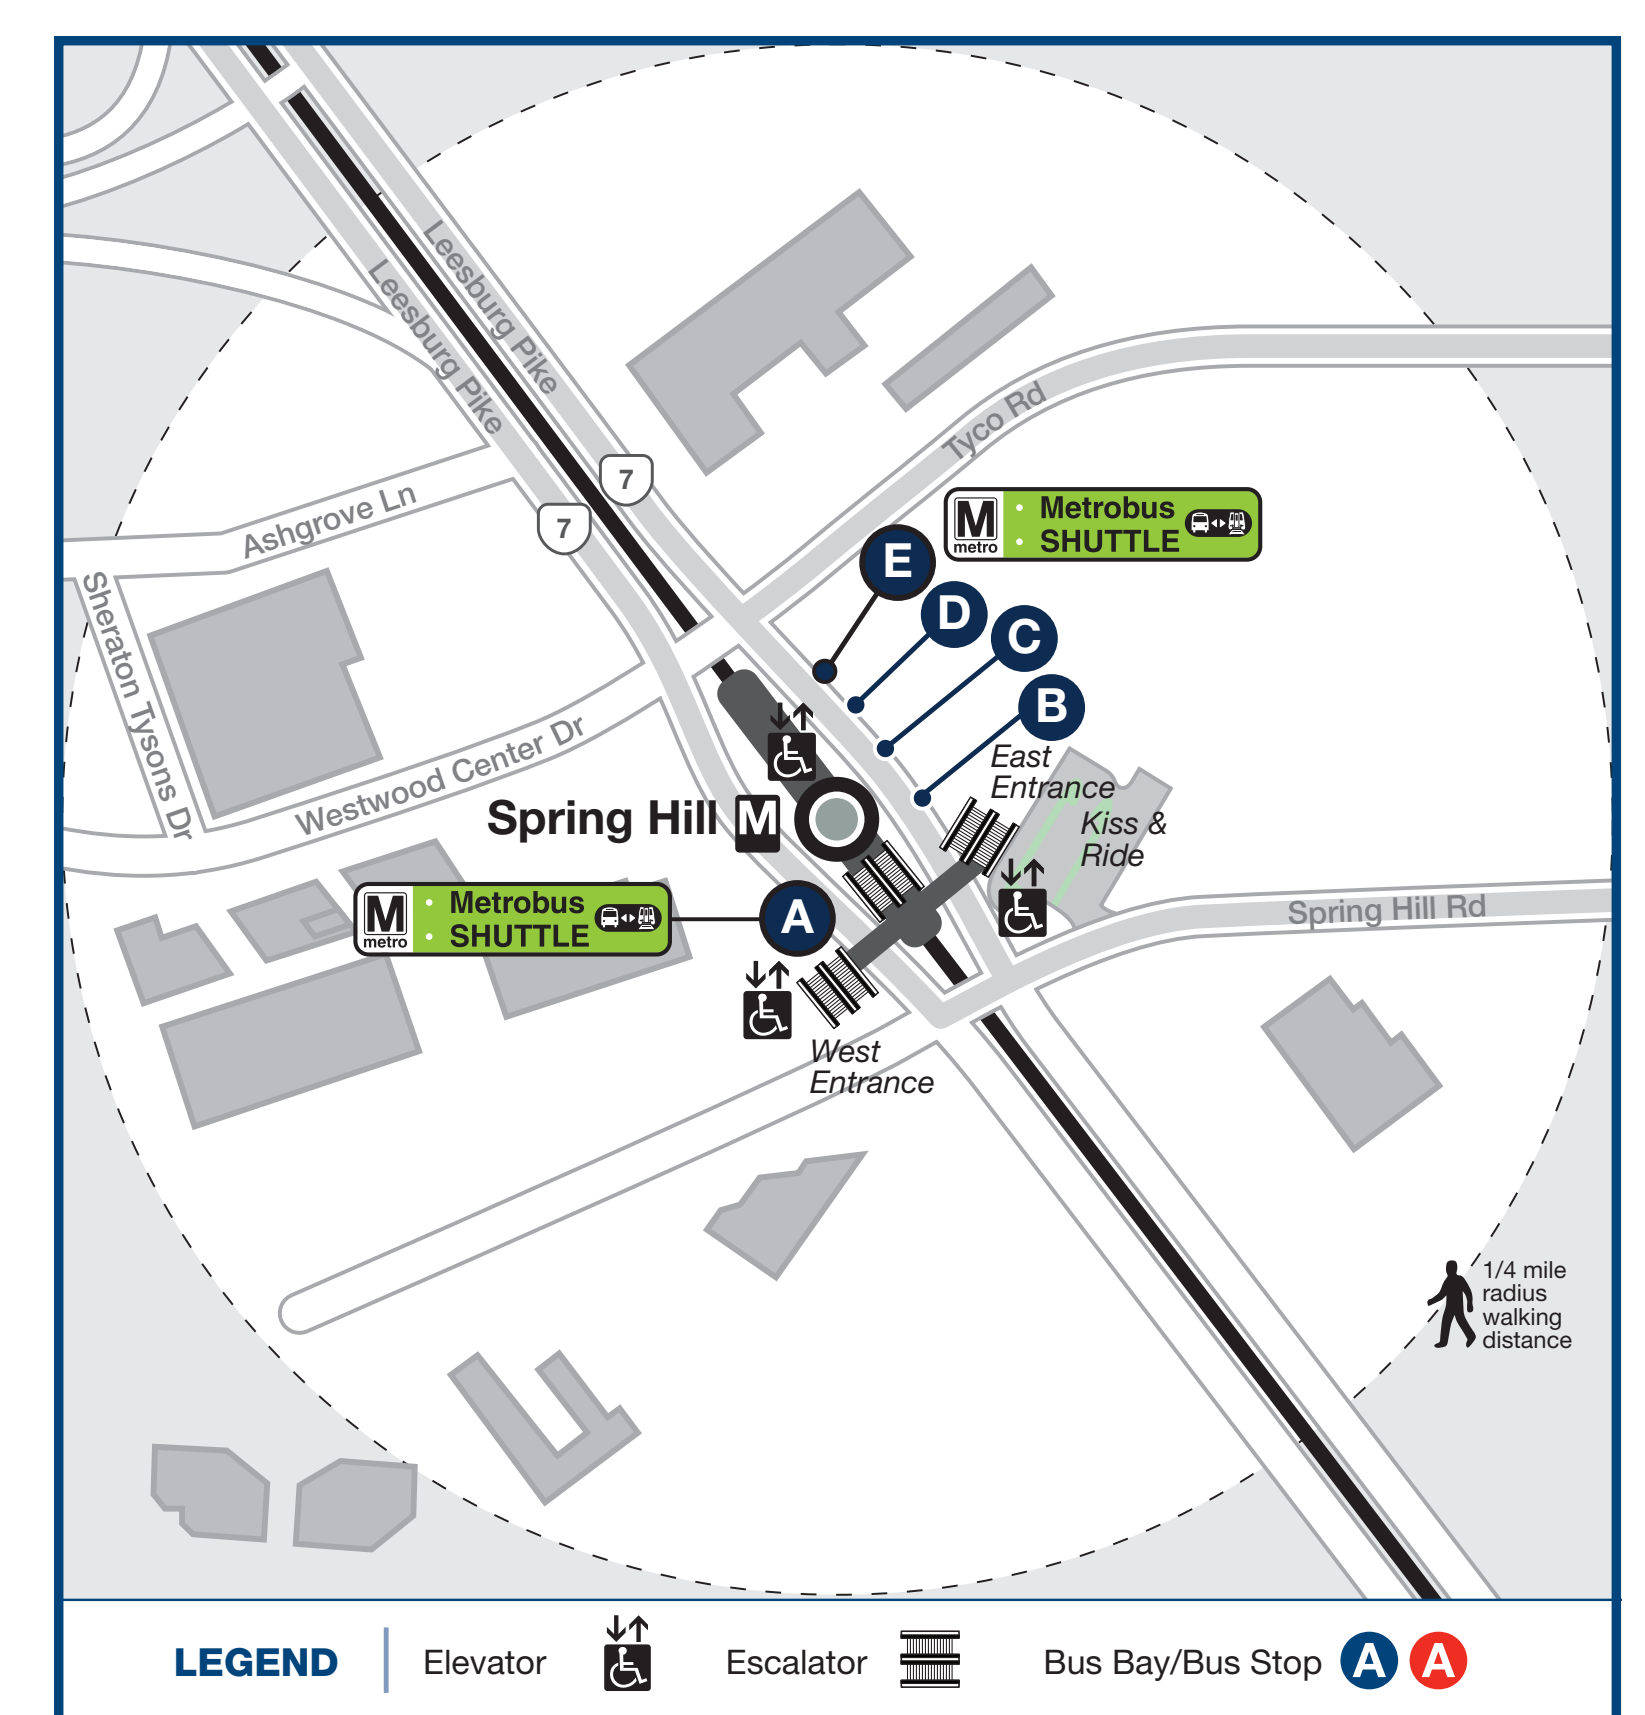 Leesburg Pike
Leesburg Pike
7
7
Tyco Rd
Ashgrove Ln
M
metro
Metrobus
SHUTTLE
E
D
C
B
Sheraton Tysons Dr
Westwood Center Dr
East
Entrance
Kiss &
Ride
Spring Hill
M
M
metro
Metrobus
SHUTTLE
A
Spring Hill Rd
West
Entrance
1/4 mile
radius
walking
distance
LEGEND
Elevator
Escalator
Bus Bay/Bus Stop
A
A